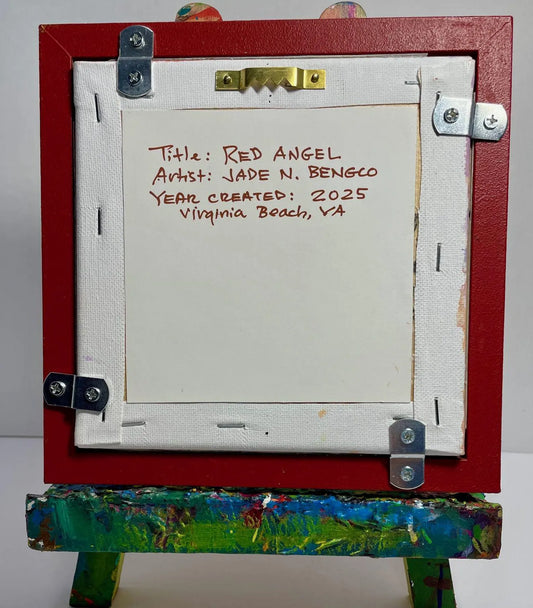 Title: RED ANGEL
Artist: JADE N. BENGCO
YEAR CREATED: 2025
Virginia Beach, VA